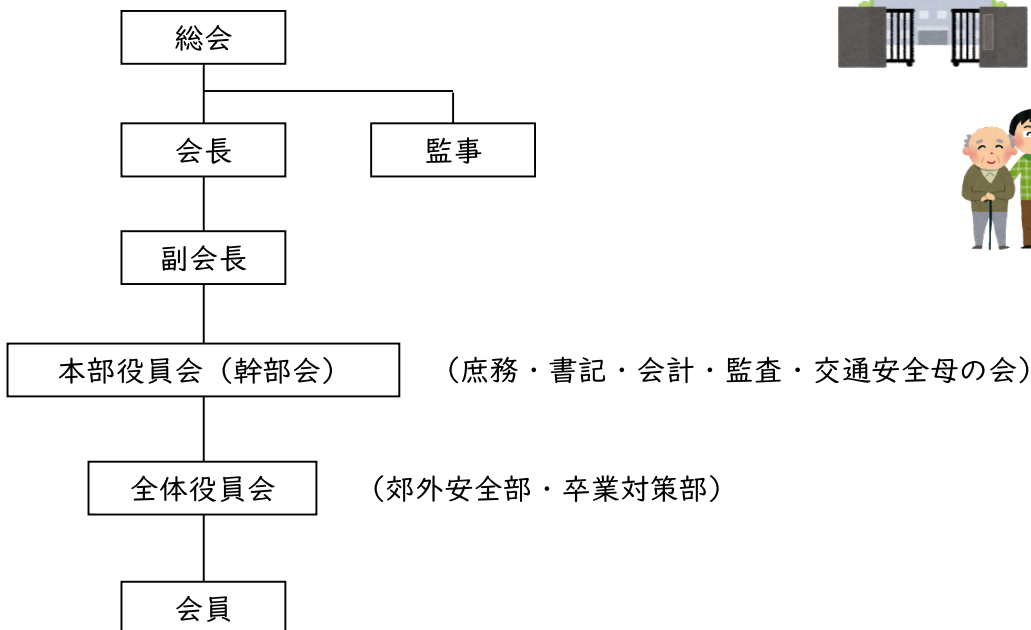 総会
会長
監事
副会長
本部役員会（幹部会）
（庶務・書記・会計・監査・交通安全母の会）
全体役員会
（郊外安全部・卒業対策部）
会員